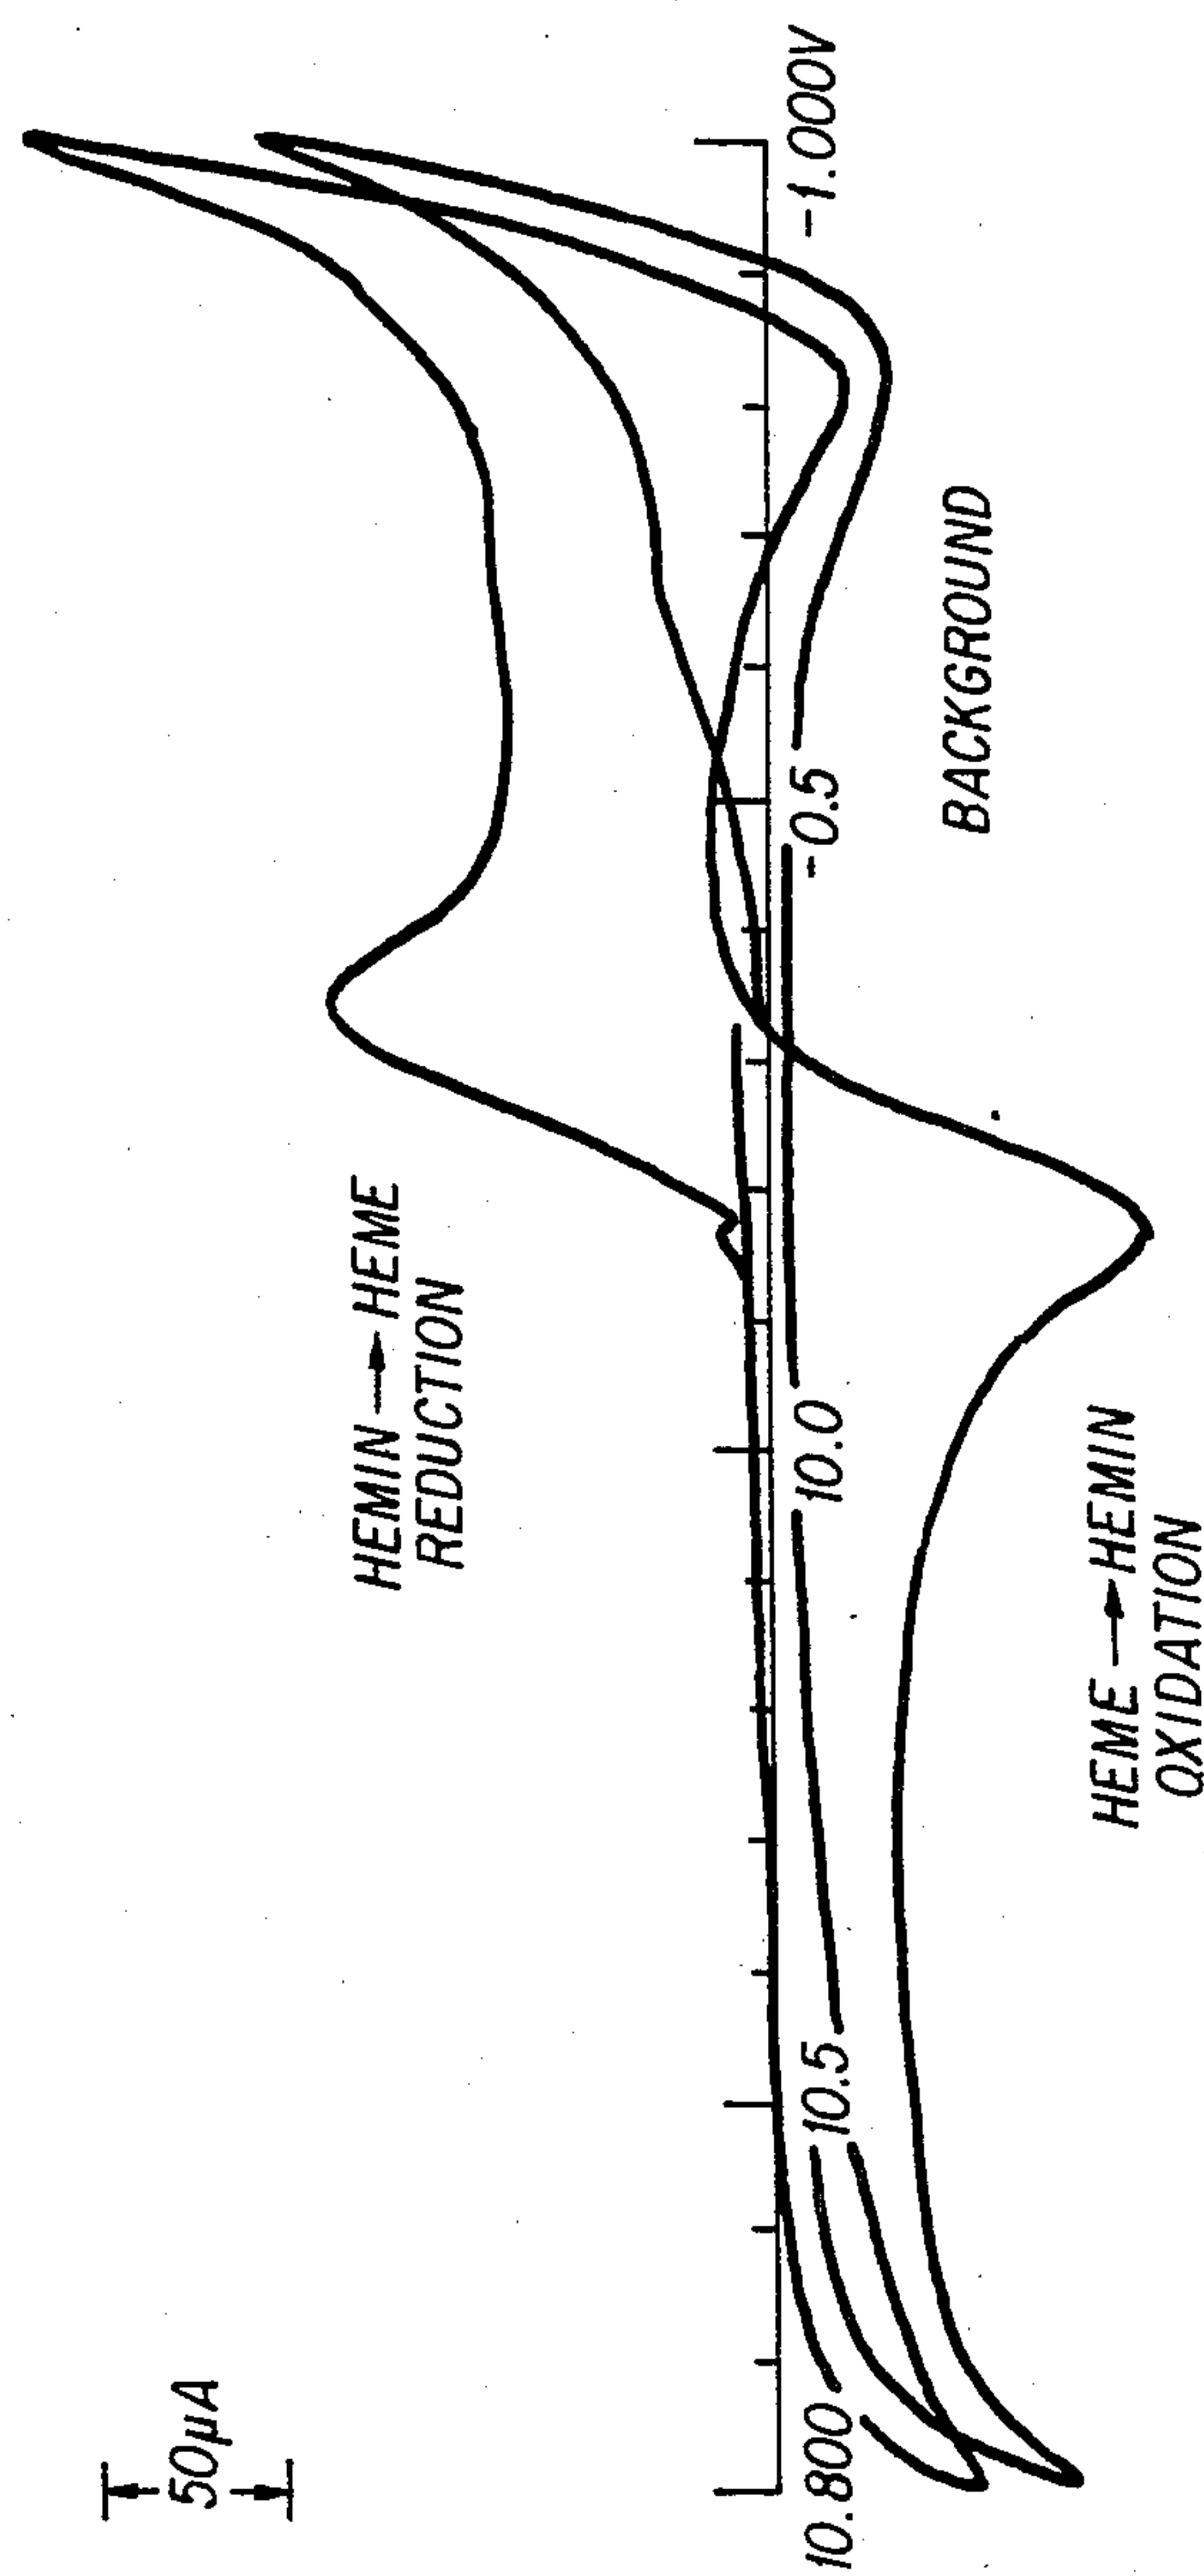 50µA
HEMIN → HEME
REDUCTION
10.800
10.5
10.0
-0.5
-1.000V
BACKGROUND
HEME → HEMIN
OXIDATION